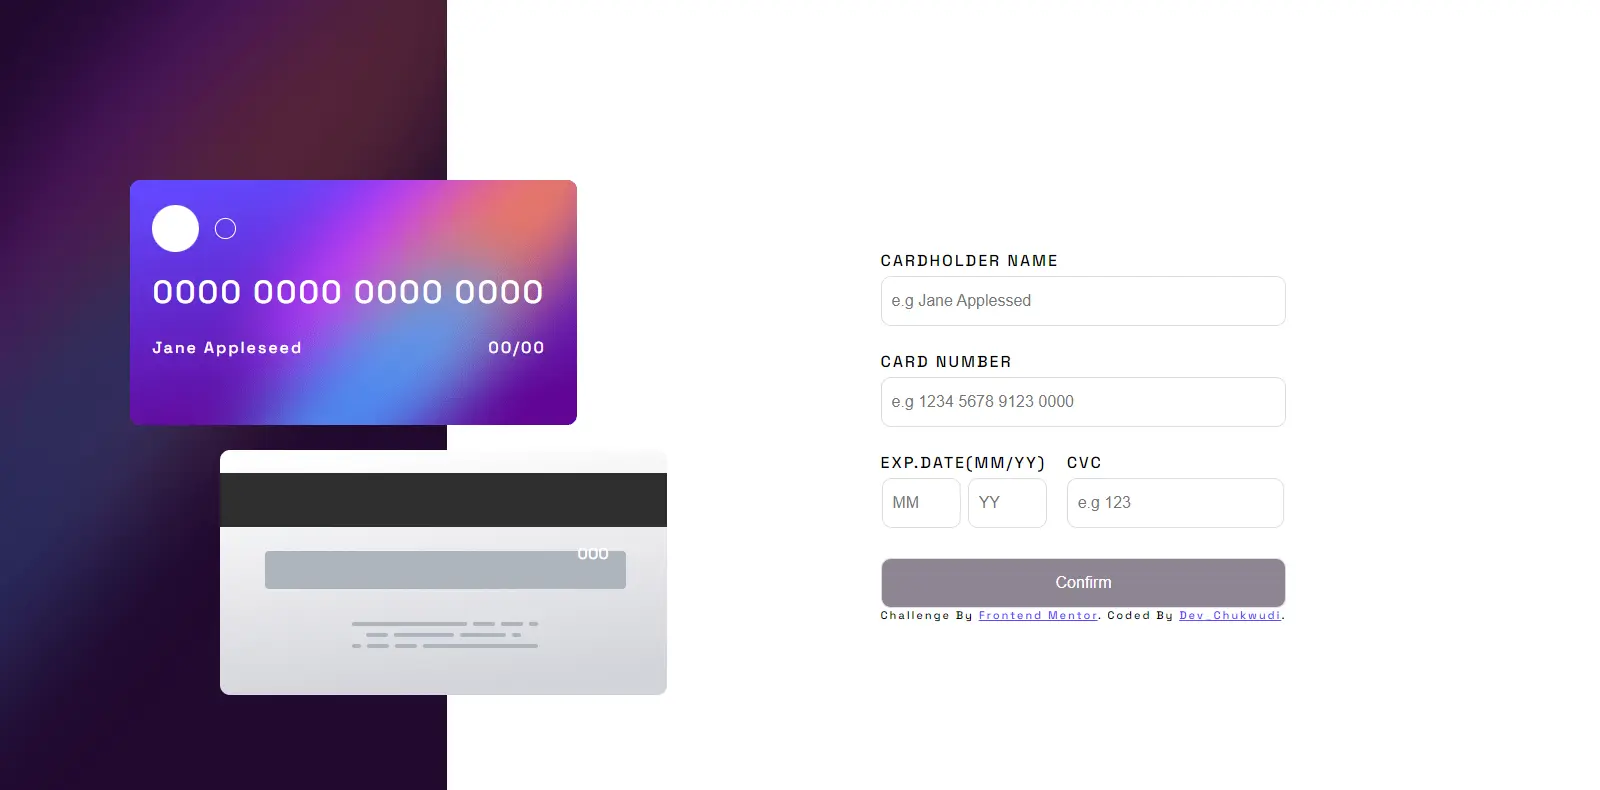 0000 0000 0000 0000
Jane Appleseed 00/00
000
CARDHOLDER NAME
e.g Jane Applessed
CARD NUMBER
e.g 1234 5678 9123 0000
EXP.DATE(MM/YY) CVC
MM YY e.g 123
Confirm
Challenge By Frontend Mentor. Coded By Dev_Chukwudi.